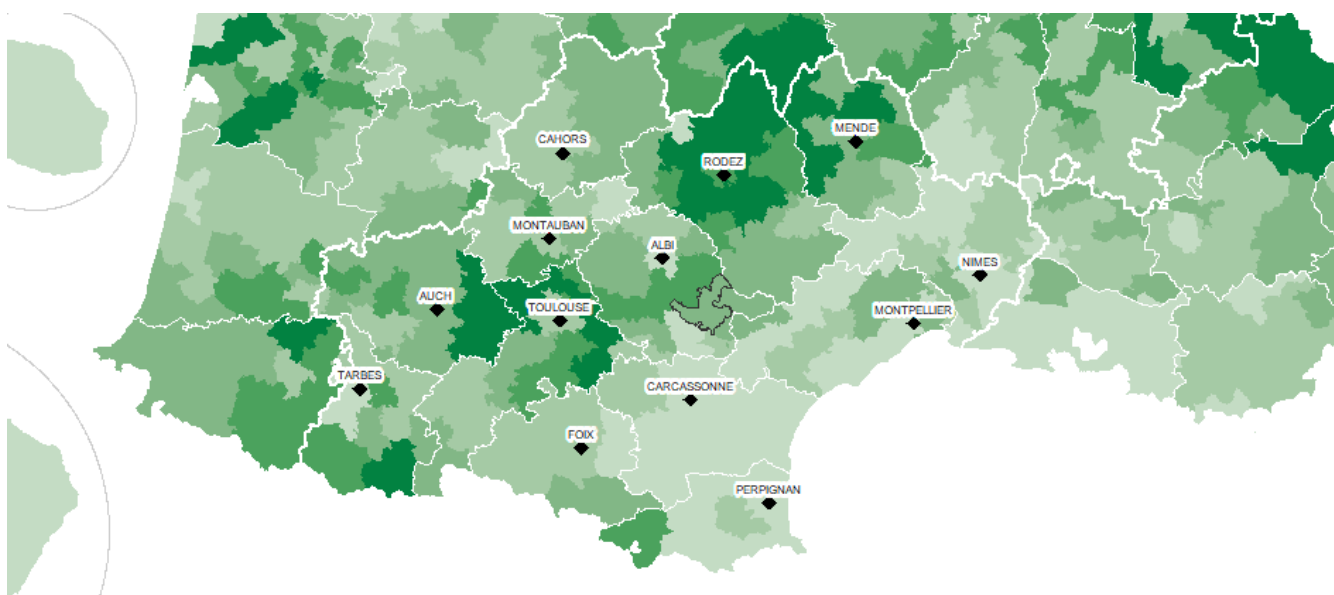 MENDE
CAHORS
RODEZ
MONTAUBAN
ALBI
NIMES
AUCH
TOULOUSE
MONTPELLIER
TARBES
CARCASSONNE
FOIX
PERPIGNAN